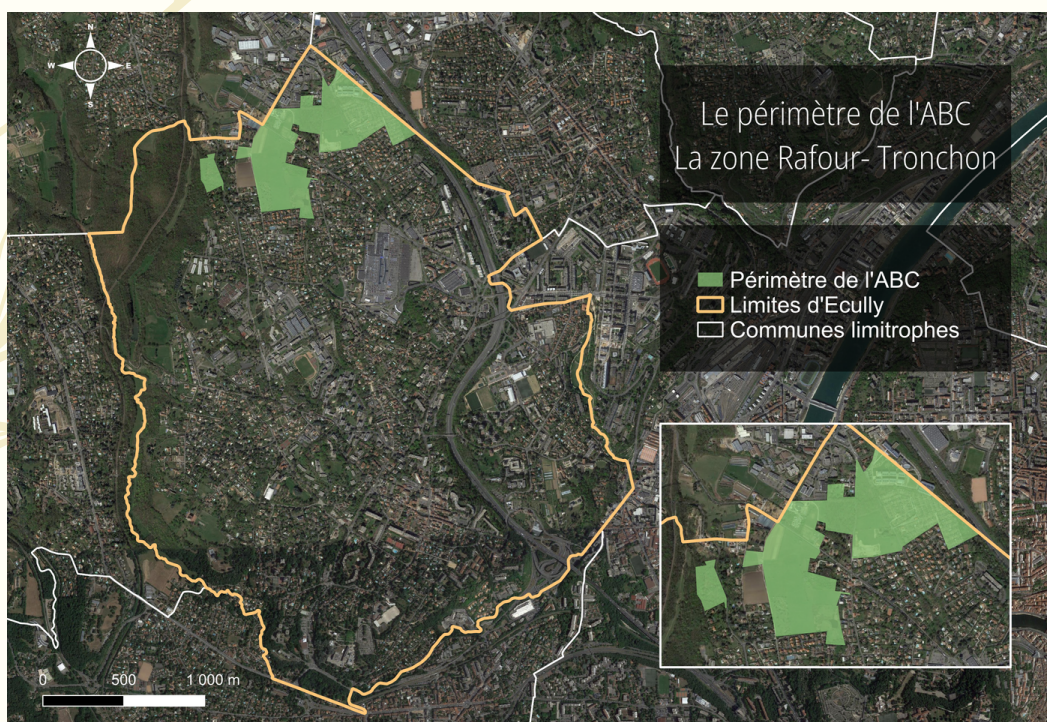 N
W E
S
Le périmètre de l'ABC
La zone Rafour- Tronchon
Périmètre de l'ABC
Limites d'Ecully
Communes limitrophes
0 500 1 000 m